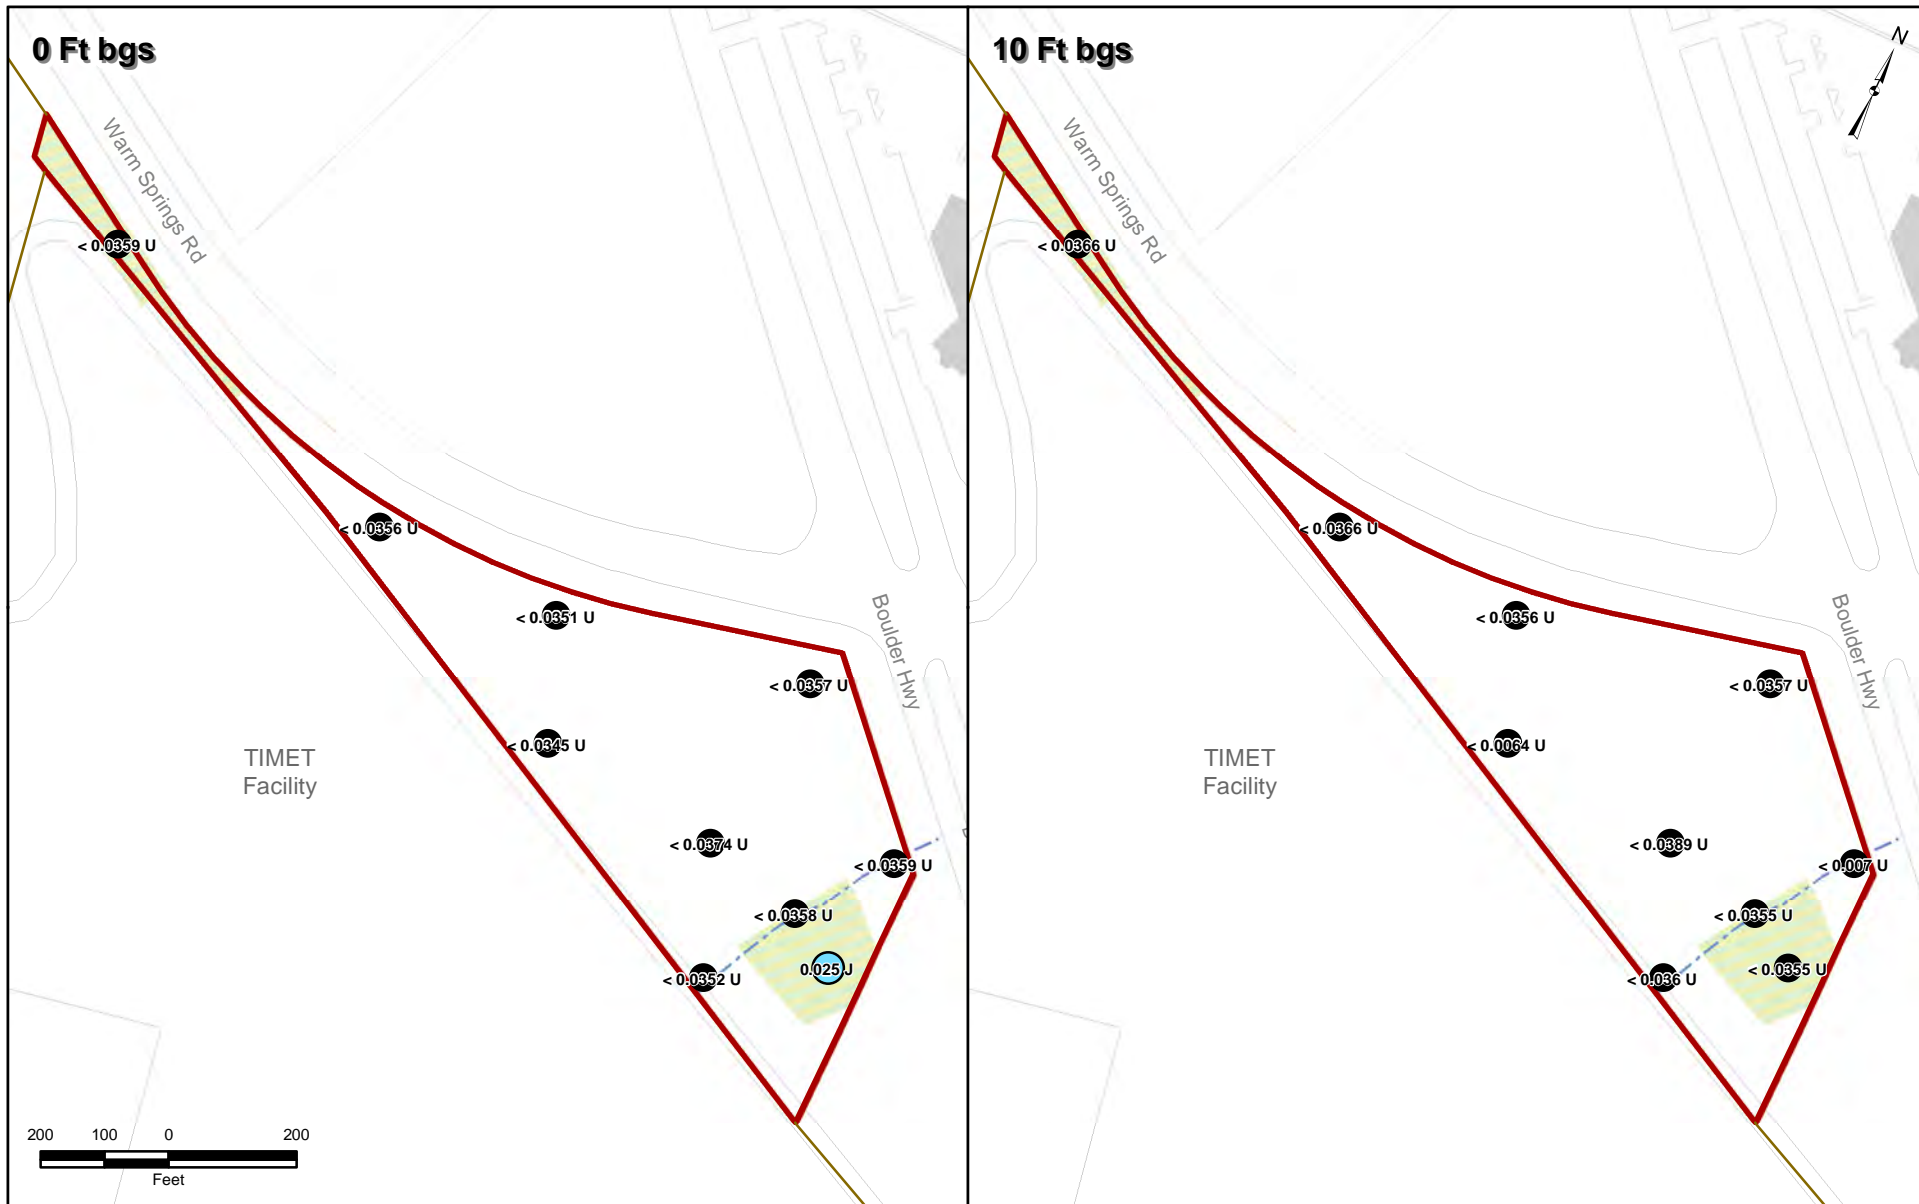 0 Ft bgs
Warm Springs Rd
< 0.0359 U
< 0.0356 U
< 0.0351 U
Boulder Hwy
< 0.0357 U
< 0.0345 U
TIMET
Facility
< 0.0374 U
< 0.0359 U
< 0.0358 U
0.025 J
< 0.0352 U
200 100 0 200
Feet
10 Ft bgs
N
Warm Springs Rd
< 0.0366 U
< 0.0366 U
< 0.0356 U
Boulder Hwy
< 0.0357 U
< 0.0064 U
TIMET
Facility
< 0.0389 U
< 0.007 U
< 0.0355 U
< 0.0355 U
< 0.036 U